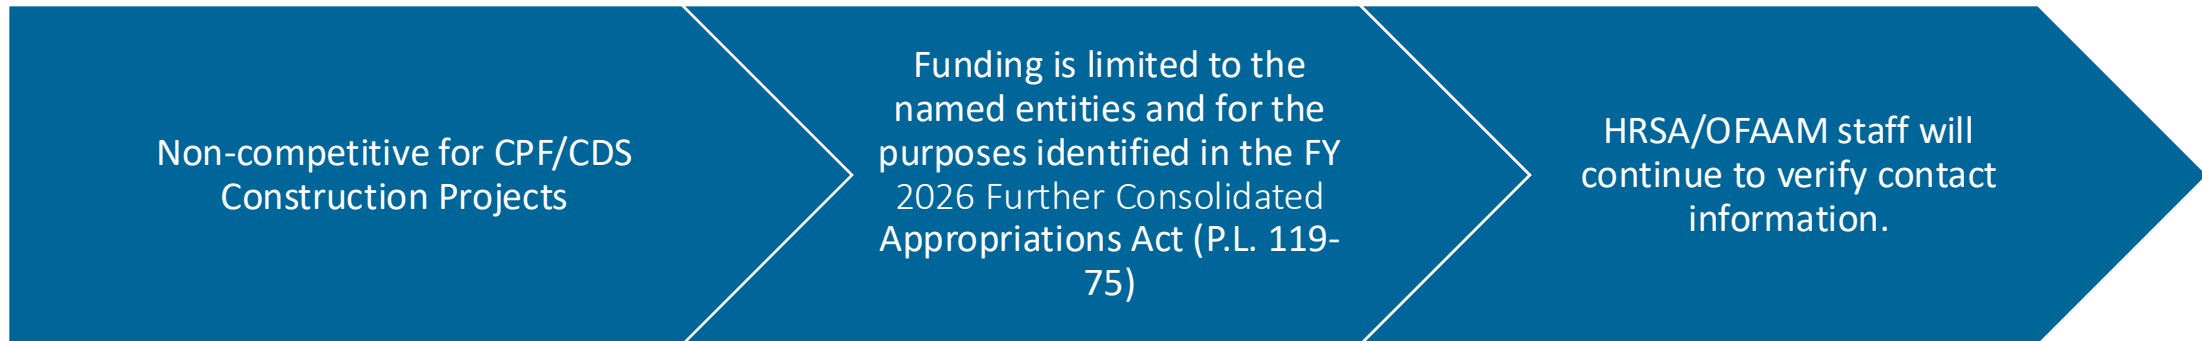 Non-competitive for CPF/CDS
Construction Projects
Funding is limited to the
named entities and for the
purposes identified in the FY
2026 Further Consolidated
Appropriations Act (P.L. 119-
75)
HRSA/OFAAM staff will
continue to verify contact
information.